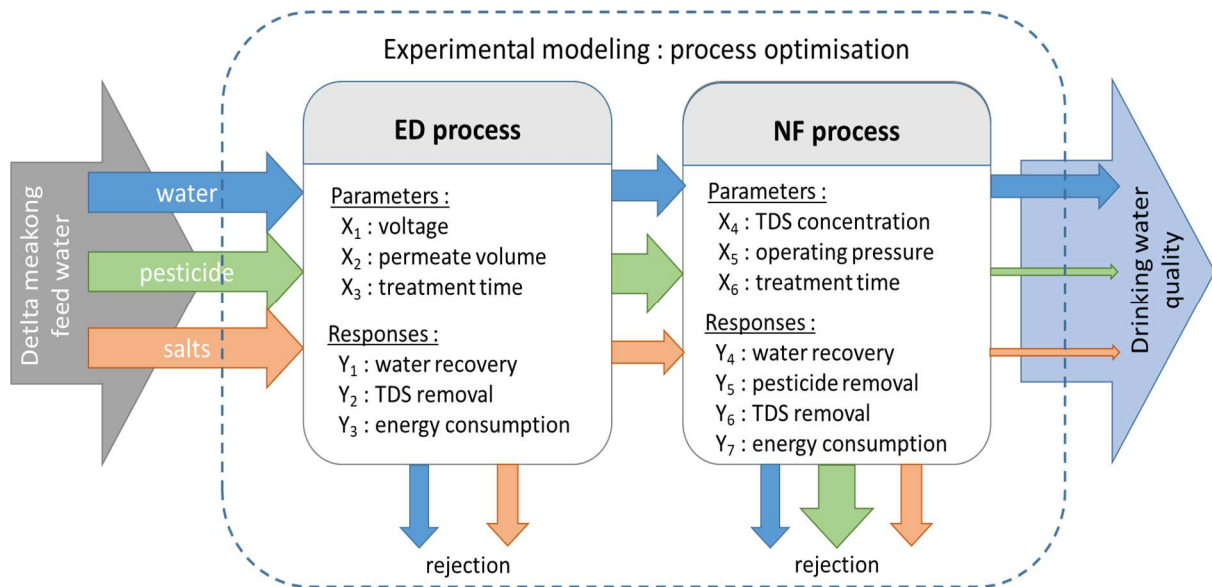 Experimental modeling : process optimisation
Detlta meakong
feed water
water
pesticide
salts
ED process
Parameters :
X₁ : voltage
X₂ : permeate volume
X₃ : treatment time
Responses :
Y₁ : water recovery
Y₂ : TDS removal
Y₃ : energy consumption
rejection
NF process
Parameters :
X₄ : TDS concentration
X₅ : operating pressure
X₆ : treatment time
Responses :
Y₄ : water recovery
Y₅ : pesticide removal
Y₆ : TDS removal
Y₇ : energy consumption
rejection
Drinking water
quality